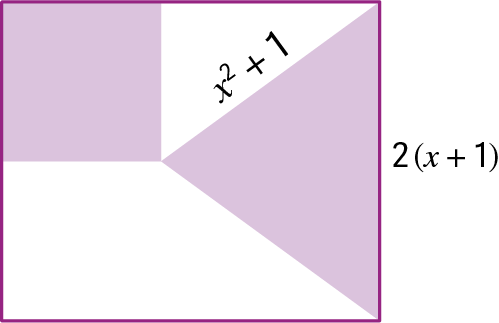 x² + 1
2 (x + 1)